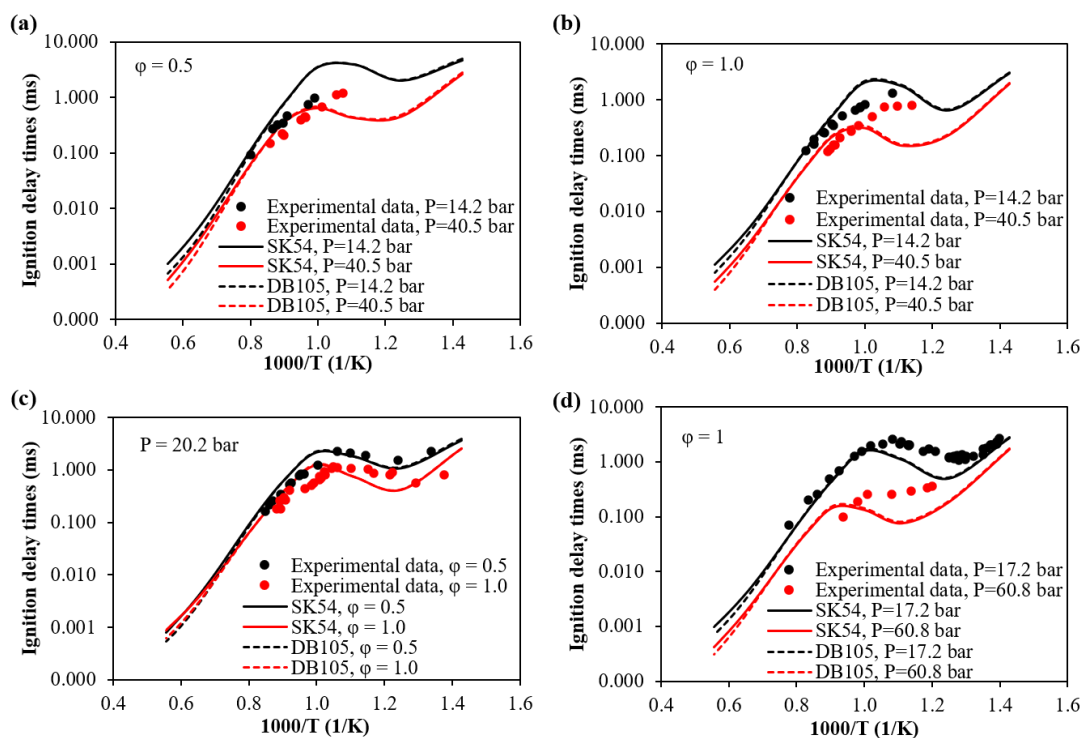 (a)
10.000
1.000
0.100
0.010
0.001
0.000
Ignition delay times (ms)
φ = 0.5
Experimental data, P=14.2 bar
Experimental data, P=40.5 bar
SK54, P=14.2 bar
SK54, P=40.5 bar
DB105, P=14.2 bar
DB105, P=40.5 bar
0.4 0.6 0.8 1.0 1.2 1.4 1.6
1000/T (1/K)
(b)
10.000
1.000
0.100
0.010
0.001
0.000
Ignition delay times (ms)
φ = 1.0
Experimental data, P=14.2 bar
Experimental data, P=40.5 bar
SK54, P=14.2 bar
SK54, P=40.5 bar
DB105, P=14.2 bar
DB105, P=40.5 bar
0.4 0.6 0.8 1.0 1.2 1.4 1.6
1000/T (1/K)
(c)
10.000
1.000
0.100
0.010
0.001
0.000
Ignition delay times (ms)
P = 20.2 bar
Experimental data, φ = 0.5
Experimental data, φ = 1.0
SK54, φ = 0.5
SK54, φ = 1.0
DB105, φ = 0.5
DB105, φ = 1.0
0.4 0.6 0.8 1.0 1.2 1.4 1.6
1000/T (1/K)
(d)
10.000
1.000
0.100
0.010
0.001
0.000
Ignition delay times (ms)
φ = 1
Experimental data, P=17.2 bar
Experimental data, P=60.8 bar
SK54, P=17.2 bar
SK54, P=60.8 bar
DB105, P=17.2 bar
DB105, P=60.8 bar
0.4 0.6 0.8 1.0 1.2 1.4 1.6
1000/T (1/K)